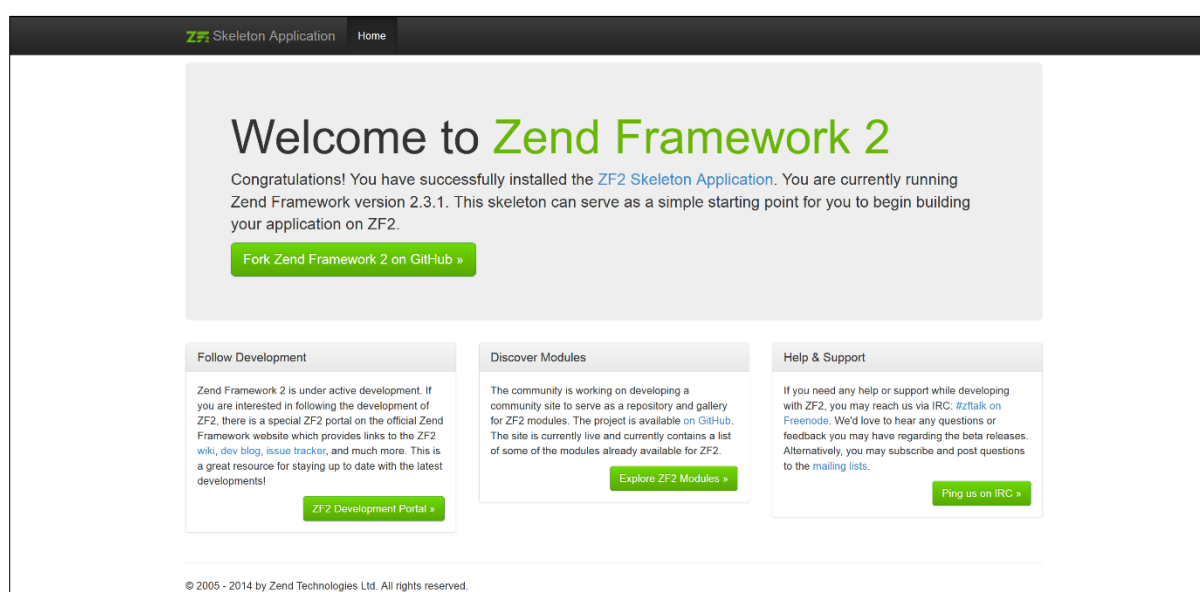 ZF2 Skeleton Application Home
Welcome to Zend Framework 2
Congratulations! You have successfully installed the ZF2 Skeleton Application. You are currently running
Zend Framework version 2.3.1. This skeleton can serve as a simple starting point for you to begin building
your application on ZF2.
Fork Zend Framework 2 on GitHub »
Follow Development
Zend Framework 2 is under active development. If
you are interested in following the development of
ZF2, there is a special ZF2 portal on the official Zend
Framework website which provides links to the ZF2
wiki, dev blog, issue tracker, and much more. This is
a great resource for staying up to date with the latest
developments!
ZF2 Development Portal »
Discover Modules
The community is working on developing a
community site to serve as a repository and gallery
for ZF2 modules. The project is available on GitHub.
The site is currently live and currently contains a list
of some of the modules already available for ZF2.
Explore ZF2 Modules »
Help & Support
If you need any help or support while developing
with ZF2, you may reach us via IRC: #zftalk on
Freenode. We'd love to hear any questions or
feedback you may have regarding the beta releases.
Alternatively, you may subscribe and post questions
to the mailing lists.
Ping us on IRC »
© 2005 - 2014 by Zend Technologies Ltd. All rights reserved.